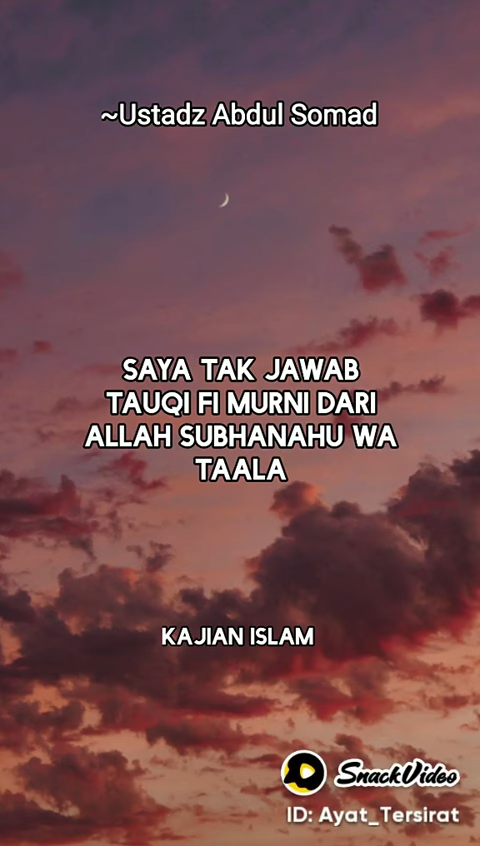 ~Ustadz Abdul Somad
SAYA TAK JAWAB
TAUQI FI MURNI DARI
ALLAH SUBHANAHU WA
TAALA
KAJIAN ISLAM
SnackVideo
ID: Ayat_Tersirat